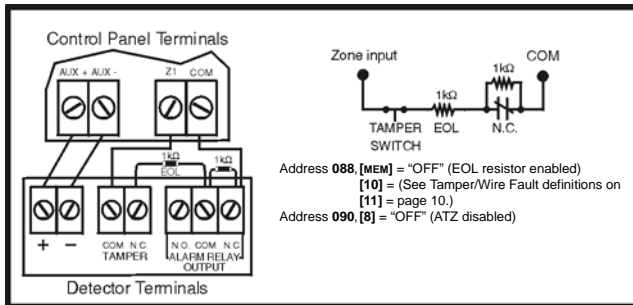 Control Panel Terminals
AUX + AUX - Z1 COM
1kΩ
EOL
1kΩ
+ − COM N.C. N.O. COM N.C.
TAMPER ALARM RELAY
OUTPUT
Detector Terminals
Zone input COM
1kΩ
1kΩ
TAMPER EOL N.C.
SWITCH
Address 088, [MEM] = “OFF” (EOL resistor enabled)
[10] = (See Tamper/Wire Fault definitions on
[11] = page 10.)
Address 090, [8] = “OFF” (ATZ disabled)